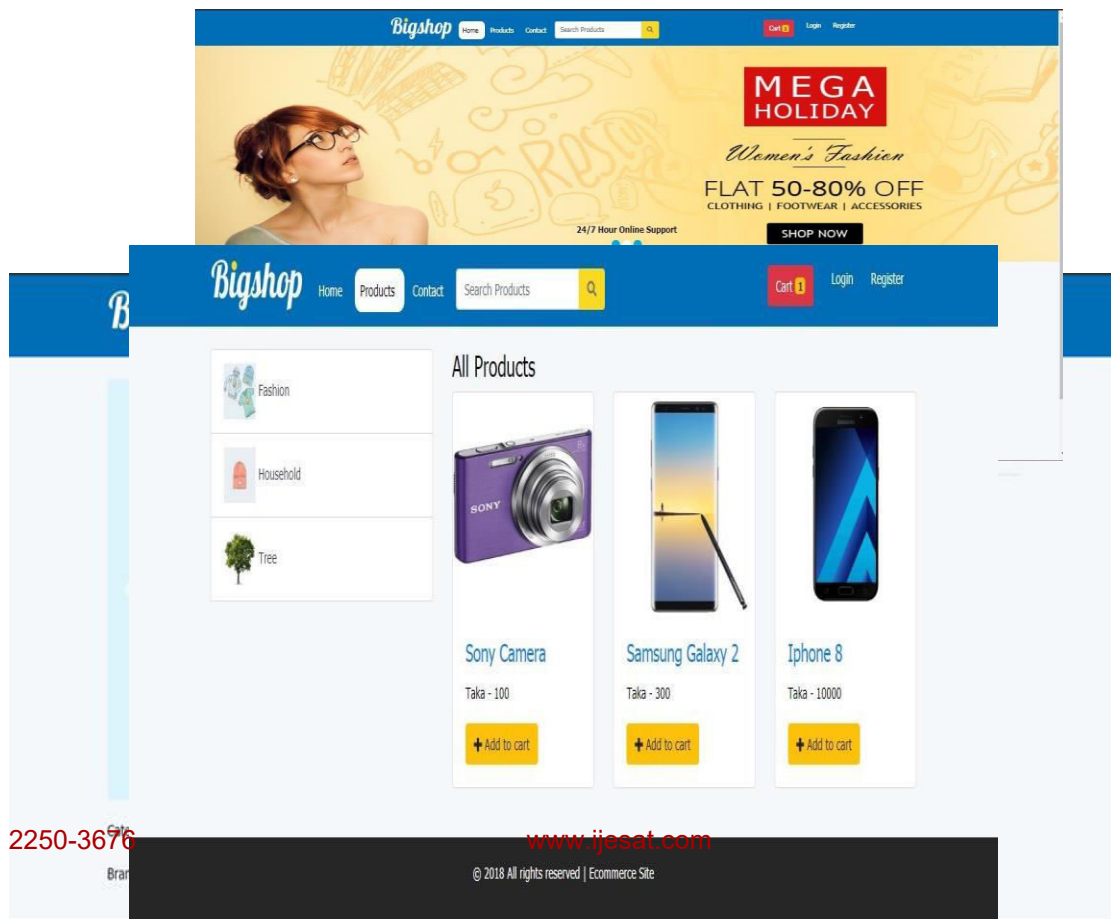 Bigshop Home Products Contact Search Products Cart 1 Login Register
MEGA
HOLIDAY
Women's Fashion
FLAT 50-80% OFF
CLOTHING | FOOTWEAR | ACCESSORIES
24/7 Hour Online Support
SHOP NOW
B
Bigshop Home Products Contact Search Products Cart 1 Login Register
All Products
Fashion
Household
Tree
SONY
Sony Camera Samsung Galaxy 2 Iphone 8
Taka - 100 Taka - 300 Taka - 10000
Add to cart Add to cart Add to cart
2250-3676 www.ijesat.com
Bran
© 2018 All rights reserved | Ecommerce Site